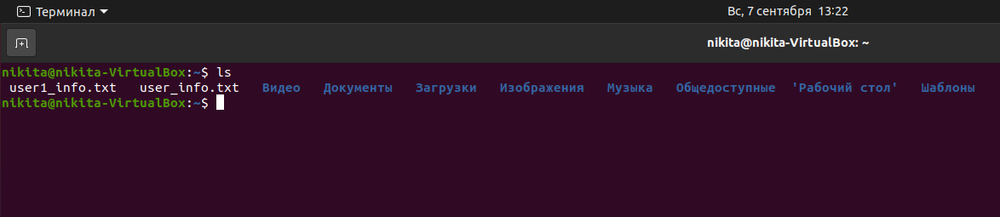 Терминал
Вс, 7 сентября 13:22
nikita@nikita-VirtualBox: ~
nikita@nikita-VirtualBox:~$ ls
user1_info.txt user_info.txt Видео Документы Загрузки Изображения Музыка Общедоступные 'Рабочий стол' Шаблоны
nikita@nikita-VirtualBox:~$